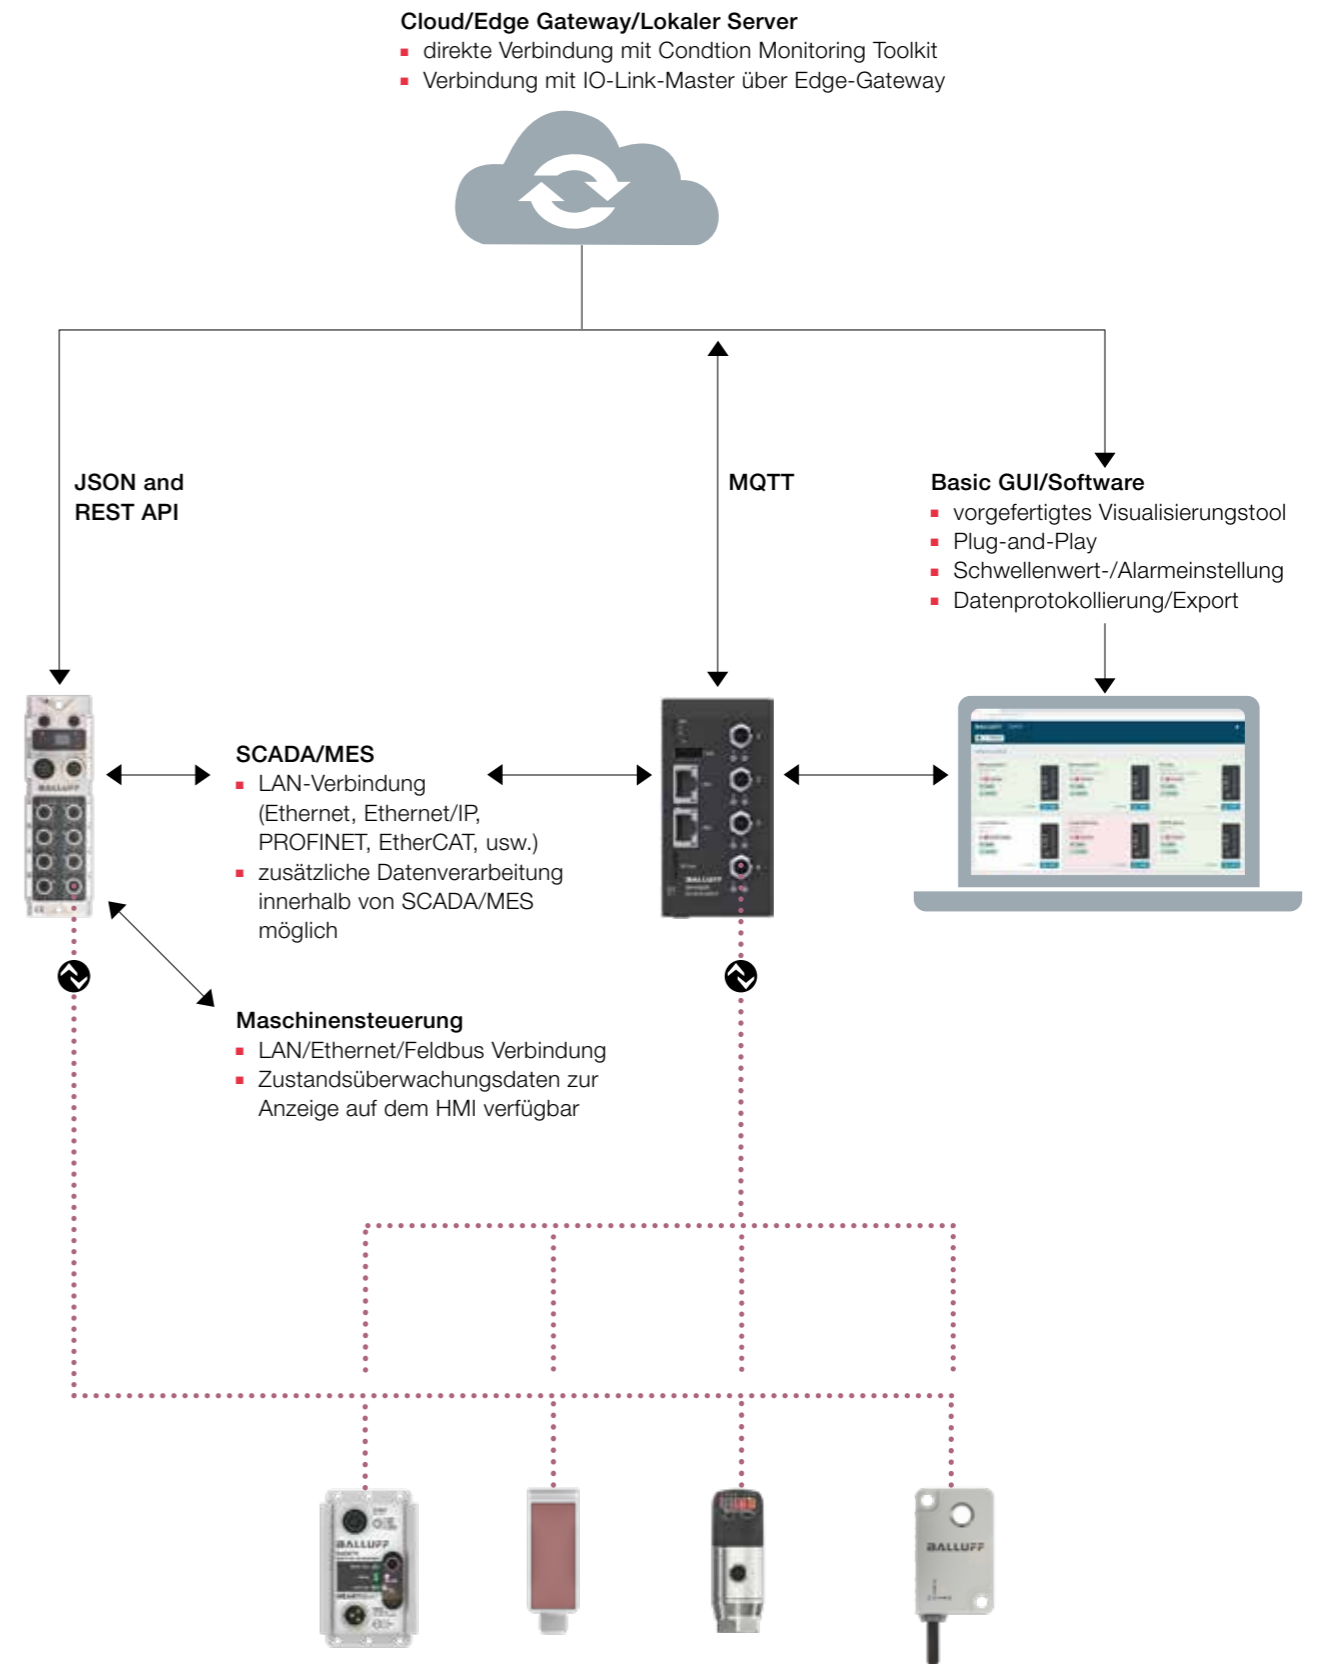 Cloud/Edge Gateway/Lokaler Server
direkte Verbindung mit Condtion Monitoring Toolkit
Verbindung mit IO-Link-Master über Edge-Gateway
JSON and
REST API
MQTT
Basic GUI/Software
vorgefertigtes Visualisierungstool
Plug-and-Play
Schwellenwert-/Alarmeinstellung
Datenprotokollierung/Export
SCADA/MES
LAN-Verbindung
(Ethernet, Ethernet/IP,
PROFINET, EtherCAT, usw.)
zusätzliche Datenverarbeitung
innerhalb von SCADA/MES
möglich
BALLUFF
BALLUFF
BALLUFF
Maschinensteuerung
LAN/Ethernet/Feldbus Verbindung
Zustandsüberwachungsdaten zur
Anzeige auf dem HMI verfügbar
BALLUFF
BALLUFF